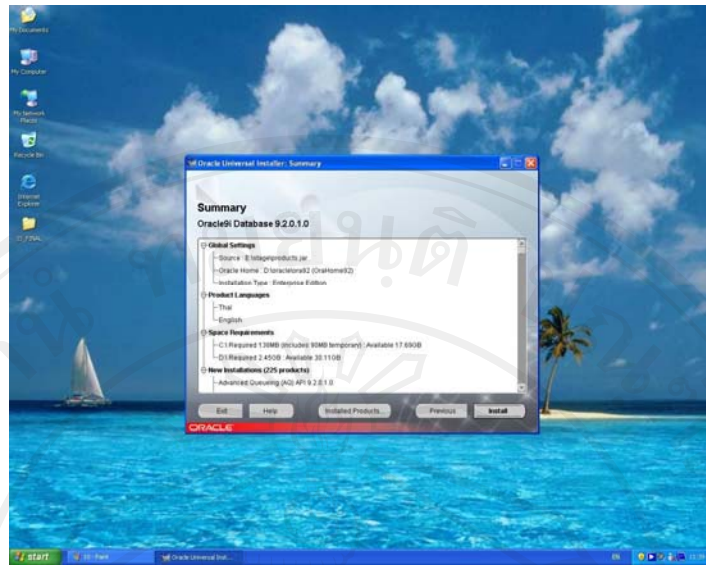 My Documents
My Computer
My Network
Places
Recycle Bin
Internet
Explorer
Oracle Universal Installer: Summary
Summary
Oracle9i Database 9.2.0.1.0
Global Settings
Source : E:\stage\products.jar
Oracle Home : D:\oracle\ora92 (OraHome92)
Installation Type : Enterprise Edition
Product Languages
Thai
English
Space Requirements
C:\ Required 139MB (includes 90MB temporary) : Available 17.69GB
D:\ Required 2.45GB : Available 30.11GB
New Installations (225 products)
Advanced Queueing (AQ) API 9.2.0.1.0
Exit
Help
Installed Products...
Previous
Install
ORACLE
start
Oracle Universal Inst...
EN